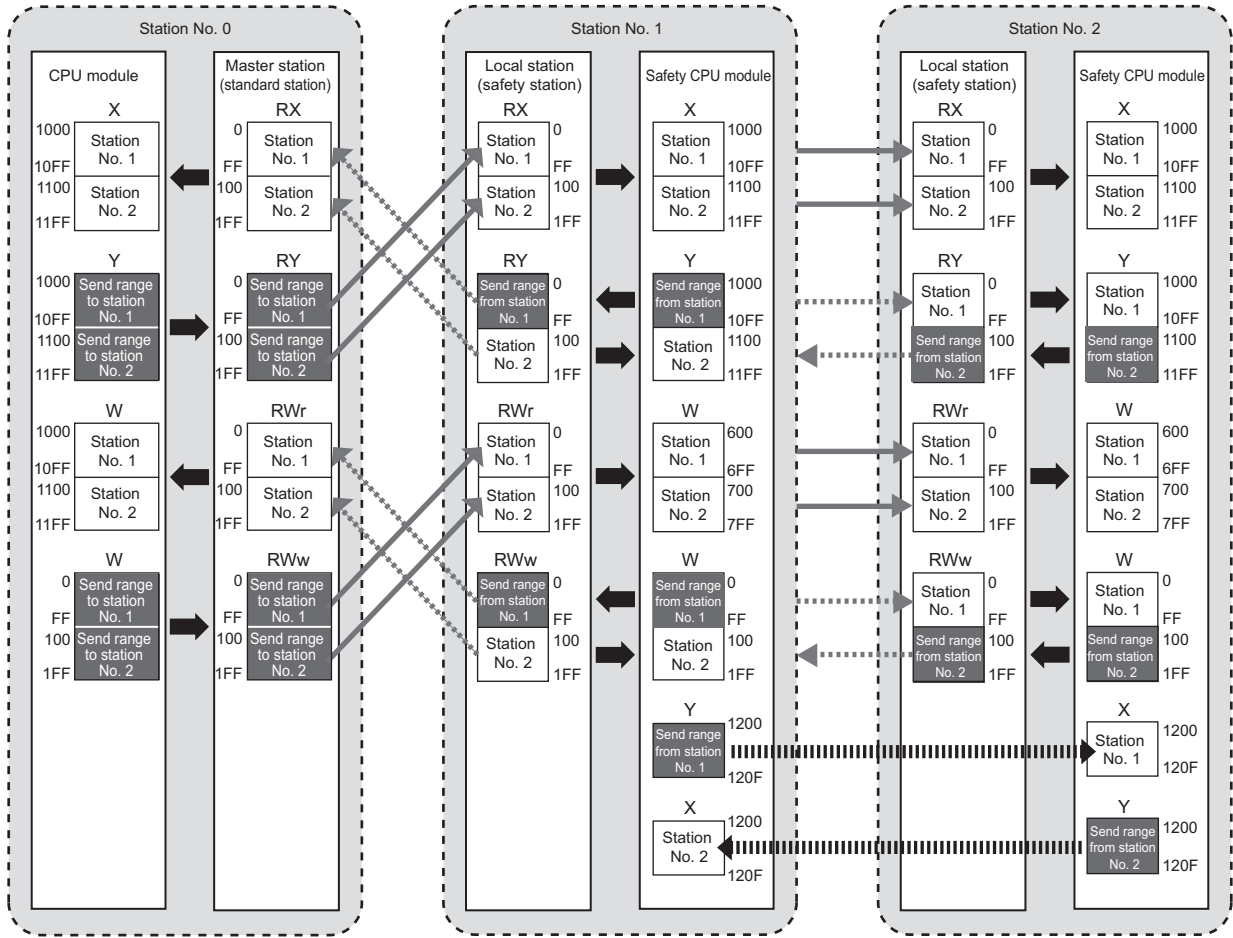 Station No. 0
CPU module
X
1000
Station
No. 1
10FF
1100
Station
No. 2
11FF
Y
1000
Send range
to station
No. 1
10FF
1100
Send range
to station
No. 2
11FF
W
1000
Station
No. 1
10FF
1100
Station
No. 2
11FF
W
0
Send range
to station
No. 1
FF
100
Send range
to station
No. 2
1FF
Master station
(standard station)
RX
0
Station
No. 1
FF
100
Station
No. 2
1FF
RY
0
Send range
to station
No. 1
FF
100
Send range
to station
No. 2
1FF
RWr
0
Station
No. 1
FF
100
Station
No. 2
1FF
RWw
0
Send range
to station
No. 1
FF
100
Send range
to station
No. 2
1FF
Station No. 1
Local station
(safety station)
RX
Station
No. 1
0
FF
Station
No. 2
100
1FF
RY
Send range
from station
No. 1
0
FF
Station
No. 2
100
1FF
RWr
Station
No. 1
0
FF
Station
No. 2
100
1FF
RWw
Send range
from station
No. 1
0
FF
Station
No. 2
100
1FF
Safety CPU module
X
Station
No. 1
1000
10FF
Station
No. 2
1100
11FF
Y
Send range
from station
No. 1
1000
10FF
Station
No. 2
1100
11FF
W
Station
No. 1
600
6FF
Station
No. 2
700
7FF
W
Send range
from station
No. 1
0
FF
Station
No. 2
100
1FF
Y
Send range
from station
No. 1
1200
120F
X
Station
No. 2
1200
120F
Station No. 2
Local station
(safety station)
RX
Station
No. 1
0
FF
Station
No. 2
100
1FF
RY
Station
No. 1
0
FF
Send range
from station
No. 2
100
1FF
RWr
Station
No. 1
0
FF
Station
No. 2
100
1FF
RWw
Station
No. 1
0
FF
Send range
from station
No. 2
100
1FF
Safety CPU module
X
Station
No. 1
1000
10FF
Station
No. 2
1100
11FF
Y
Station
No. 1
1000
10FF
Send range
from station
No. 2
1100
11FF
W
Station
No. 1
600
6FF
Station
No. 2
700
7FF
W
Station
No. 1
0
FF
Send range
from station
No. 2
100
1FF
X
Station
No. 1
1200
120F
Y
Send range
from station
No. 2
1200
120F